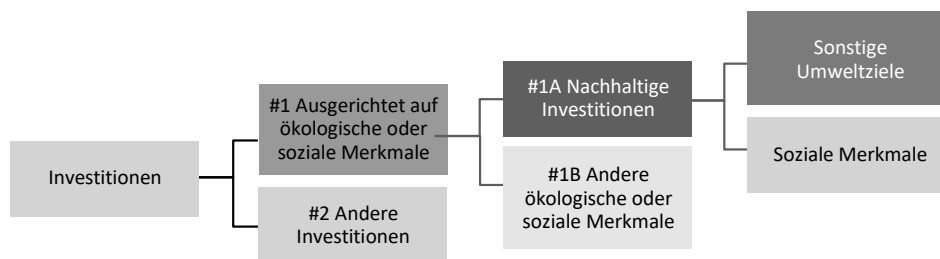 Investitionen
#1 Ausgerichtet auf
ökologische oder
soziale Merkmale
#2 Andere
Investitionen
#1A Nachhaltige
Investitionen
#1B Andere
ökologische oder
soziale Merkmale
Sonstige
Umweltziele
Soziale Merkmale